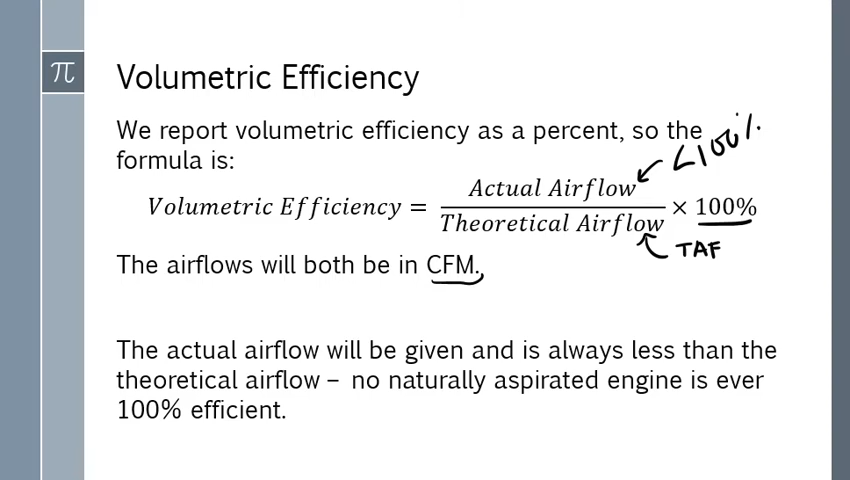 π
Volumetric Efficiency
We report volumetric efficiency as a percent, so the
formula is:
<100%
Volumetric Efficiency = Actual Airflow / Theoretical Airflow × 100%
TAF
The airflows will both be in CFM.
The actual airflow will be given and is always less than the
theoretical airflow – no naturally aspirated engine is ever
100% efficient.